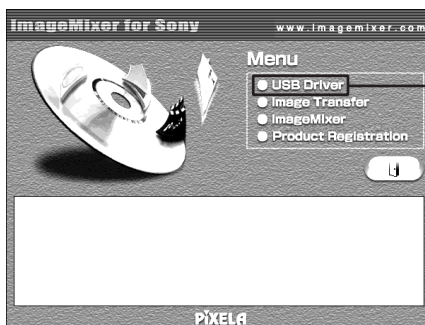 ImageMixer for Sony
www.imagemixer.com
Menu
USB Driver
Image Transfer
ImageMixer
Product Registration
PIXELA